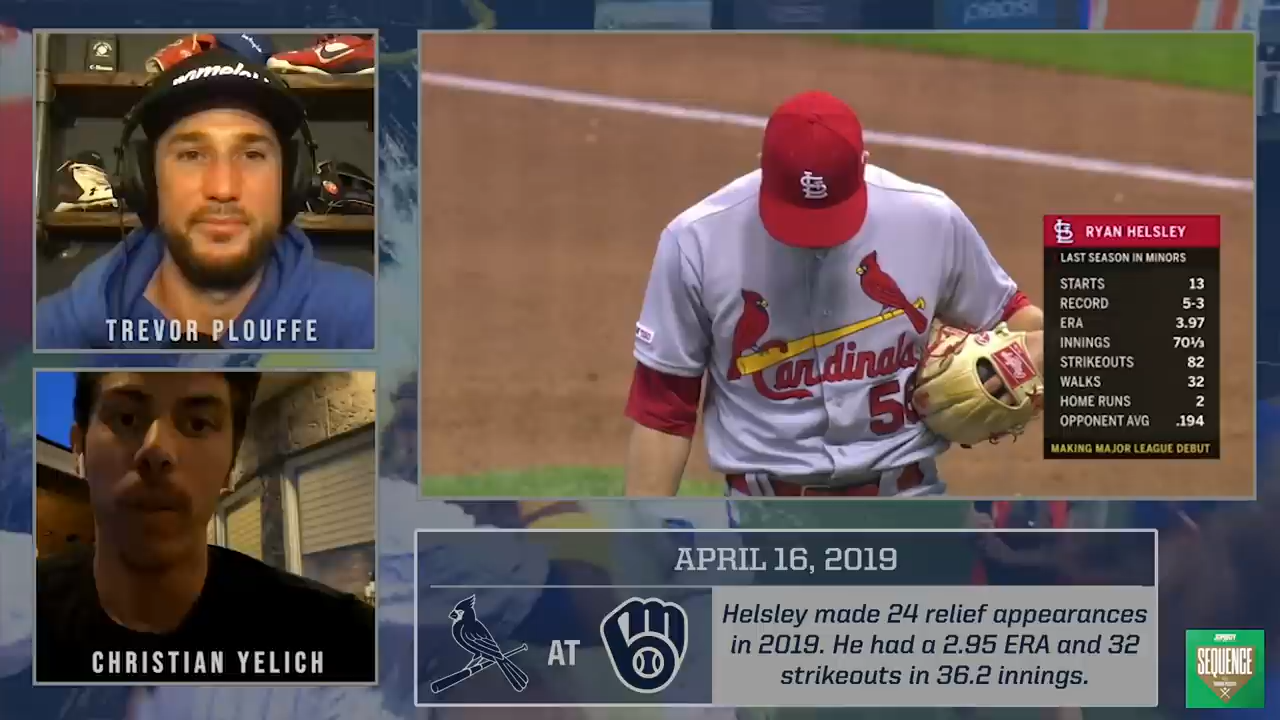 TREVOR PLOUFFE
CHRISTIAN YELICH
Cardinals
RYAN HELSLEY
LAST SEASON IN MINORS
STARTS 13
RECORD 5-3
ERA 3.97
INNINGS 70⅓
STRIKEOUTS 82
WALKS 32
HOME RUNS 2
OPPONENT AVG .194
MAKING MAJOR LEAGUE DEBUT
APRIL 16, 2019
AT
Helsley made 24 relief appearances
in 2019. He had a 2.95 ERA and 32
strikeouts in 36.2 innings.
JOMBOY
SEQUENCE